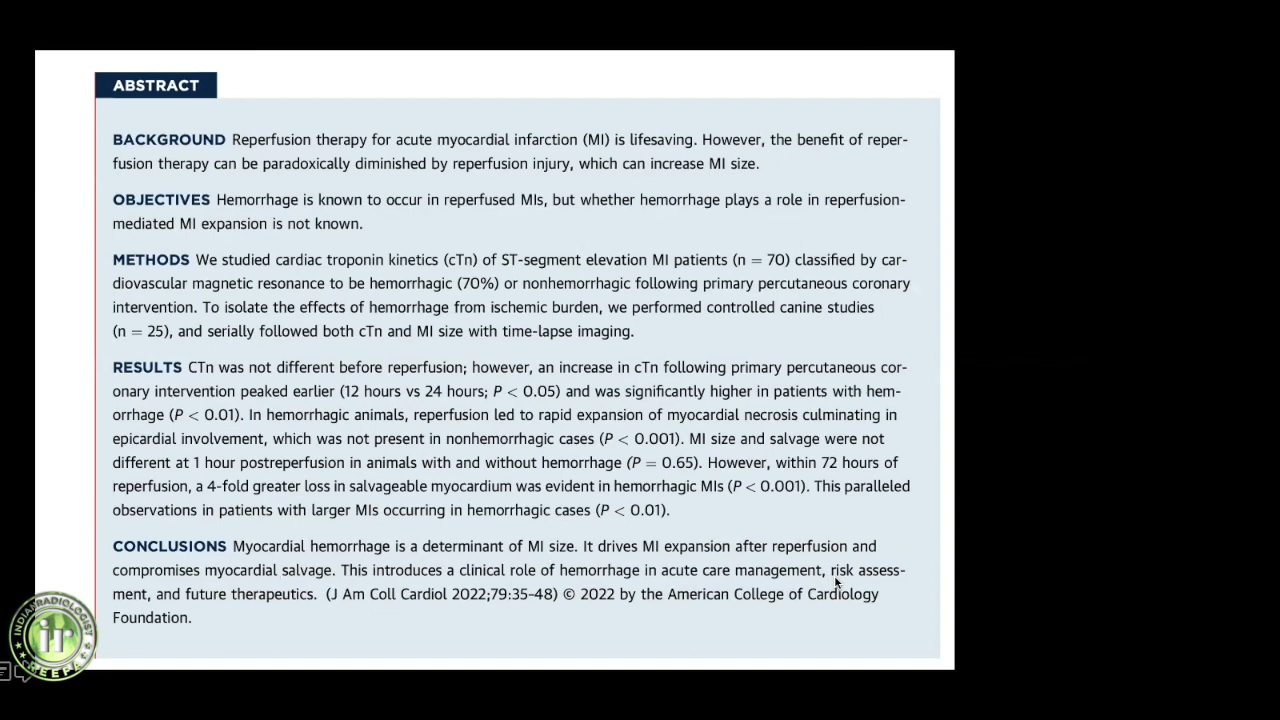 ABSTRACT
BACKGROUND Reperfusion therapy for acute myocardial infarction (MI) is lifesaving. However, the benefit of reper-
fusion therapy can be paradoxically diminished by reperfusion injury, which can increase MI size.
OBJECTIVES Hemorrhage is known to occur in reperfused MIs, but whether hemorrhage plays a role in reperfusion-
mediated MI expansion is not known.
METHODS We studied cardiac troponin kinetics (cTn) of ST-segment elevation MI patients (n = 70) classified by car-
diovascular magnetic resonance to be hemorrhagic (70%) or nonhemorrhagic following primary percutaneous coronary
intervention. To isolate the effects of hemorrhage from ischemic burden, we performed controlled canine studies
(n = 25), and serially followed both cTn and MI size with time-lapse imaging.
RESULTS CTn was not different before reperfusion; however, an increase in cTn following primary percutaneous cor-
onary intervention peaked earlier (12 hours vs 24 hours; P < 0.05) and was significantly higher in patients with hem-
orrhage (P < 0.01). In hemorrhagic animals, reperfusion led to rapid expansion of myocardial necrosis culminating in
epicardial involvement, which was not present in nonhemorrhagic cases (P < 0.001). MI size and salvage were not
different at 1 hour postreperfusion in animals with and without hemorrhage (P = 0.65). However, within 72 hours of
reperfusion, a 4-fold greater loss in salvageable myocardium was evident in hemorrhagic MIs (P < 0.001). This paralleled
observations in patients with larger MIs occurring in hemorrhagic cases (P < 0.01).
CONCLUSIONS Myocardial hemorrhage is a determinant of MI size. It drives MI expansion after reperfusion and
compromises myocardial salvage. This introduces a clinical role of hemorrhage in acute care management, risk assess-
ment, and future therapeutics. (J Am Coll Cardiol 2022;79:35–48) © 2022 by the American College of Cardiology
Foundation.
INDIANRADIOLOGIST
ir
CREEPA